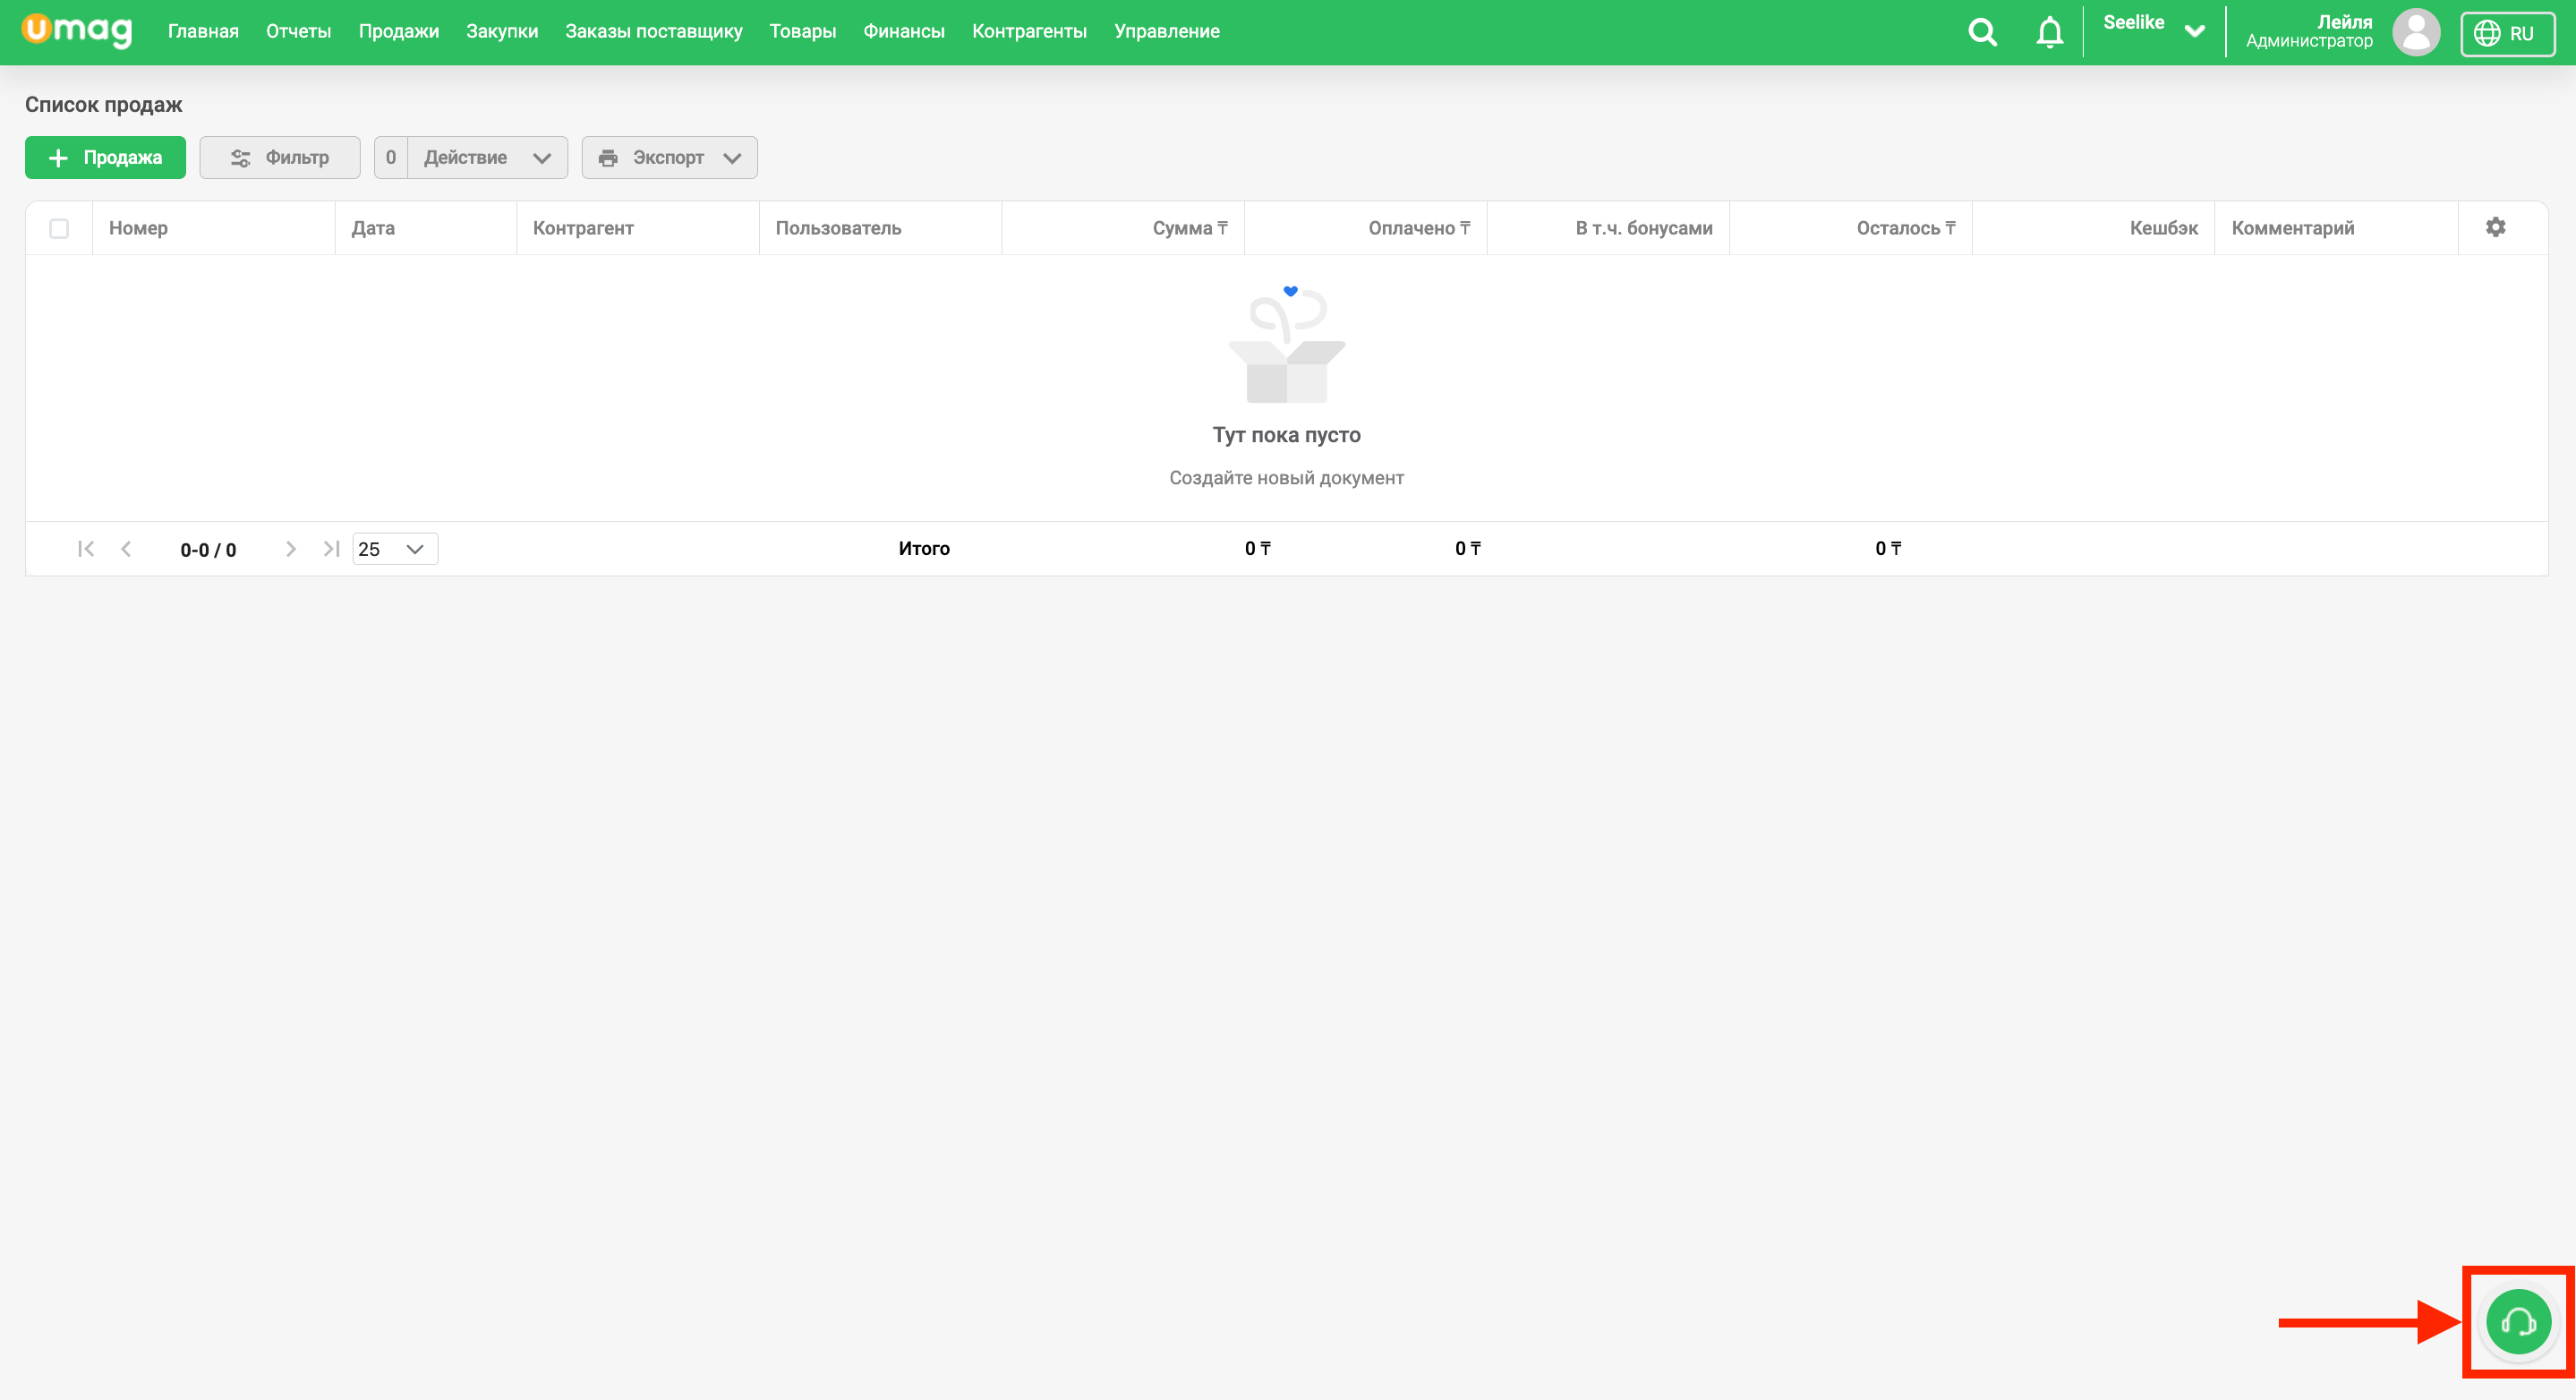 umag Главная Отчеты Продажи Закупки Заказы поставщику Товары Финансы Контрагенты Управление Seelike Лейля RU
Администратор
Список продаж
Продажа Фильтр 0 Действие Экспорт
Номер Дата Контрагент Пользователь Сумма ₸ Оплачено ₸ В т.ч. бонусами Осталось ₸ Кешбэк Комментарий
Тут пока пусто
Создайте новый документ
0-0 / 0 25 Итого 0 ₸ 0 ₸ 0 ₸